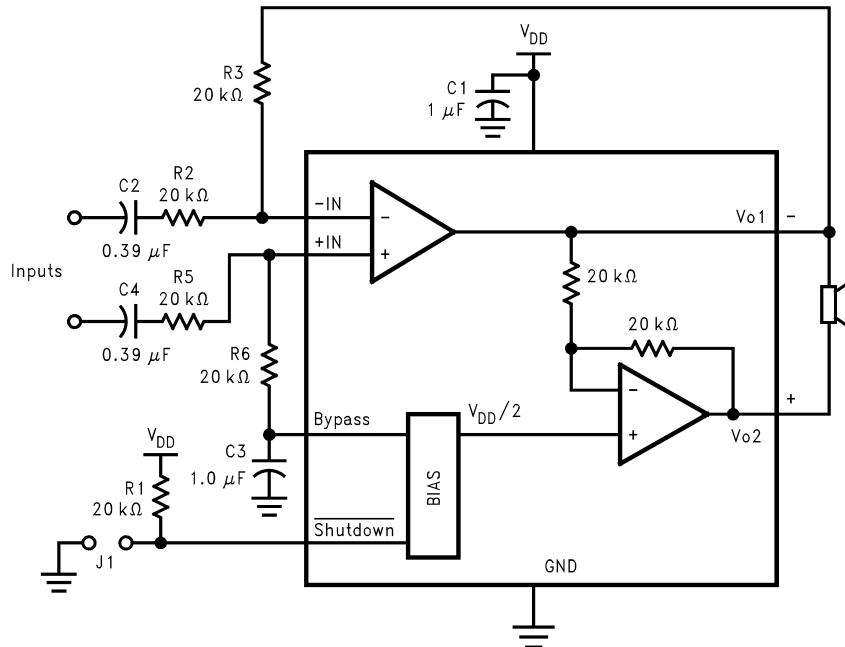 V_DD
C1
1 μF
R3
20 kΩ
C2
R2
20 kΩ
0.39 μF
-IN
-
+IN
+
Vo1
-
Inputs
C4
R5
20 kΩ
0.39 μF
20 kΩ
20 kΩ
R6
20 kΩ
Bypass
V_DD/2
-
+
+
Vo2
C3
1.0 μF
V_DD
R1
20 kΩ
BIAS
Shutdown
J1
GND